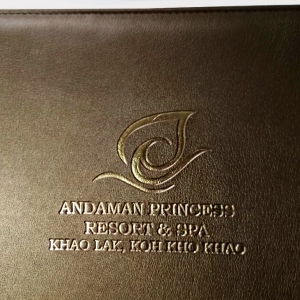 ANDAMAN PRINCESS
RESORT & SPA
KHAO LAK, KOH KHO KHAO